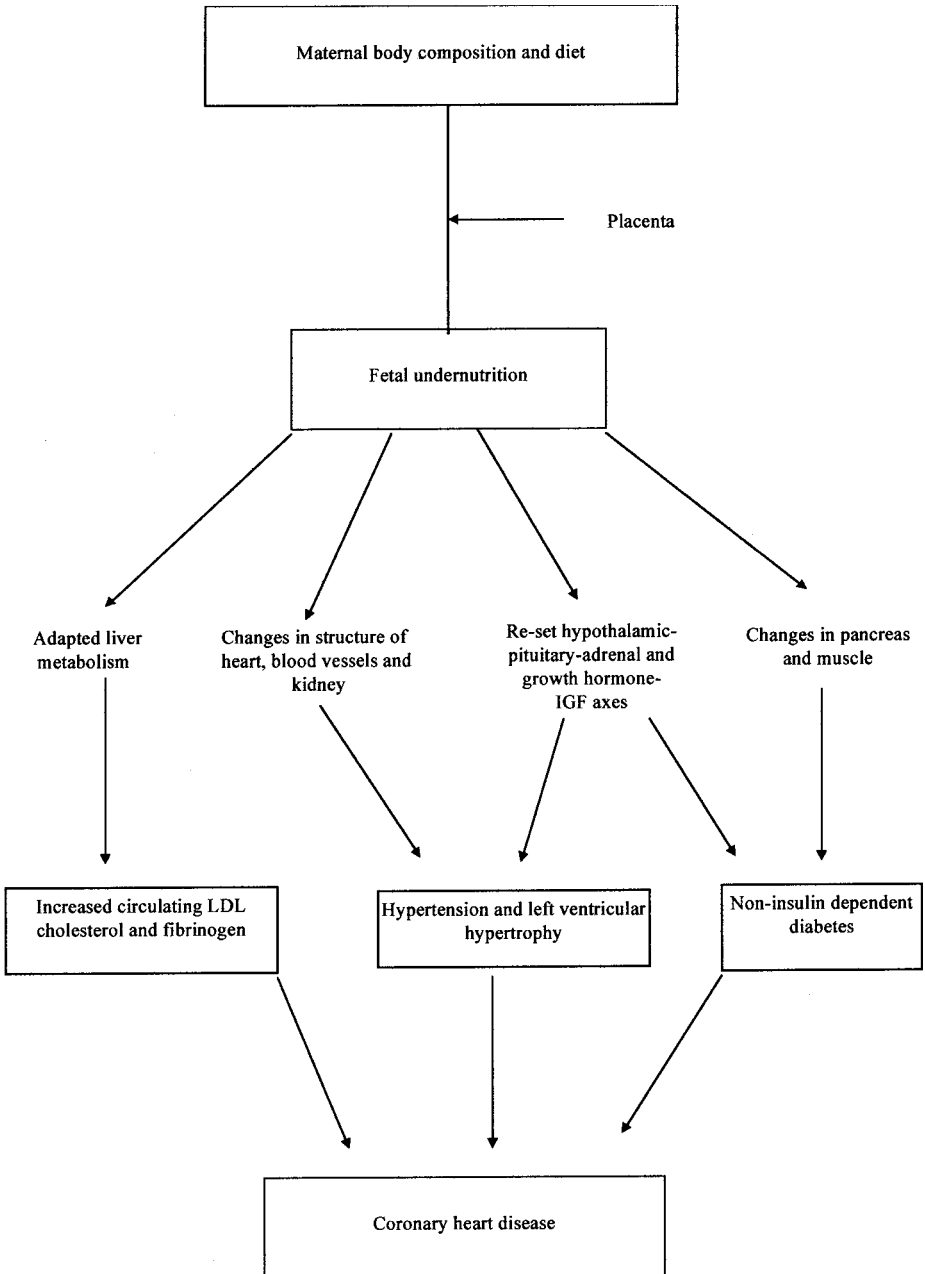 Maternal body composition and diet
Placenta
Fetal undernutrition
Adapted liver
metabolism
Changes in structure of
heart, blood vessels and
kidney
Re-set hypothalamic-
pituitary-adrenal and
growth hormone-
IGF axes
Changes in pancreas
and muscle
Increased circulating LDL
cholesterol and fibrinogen
Hypertension and left ventricular
hypertrophy
Non-insulin dependent
diabetes
Coronary heart disease